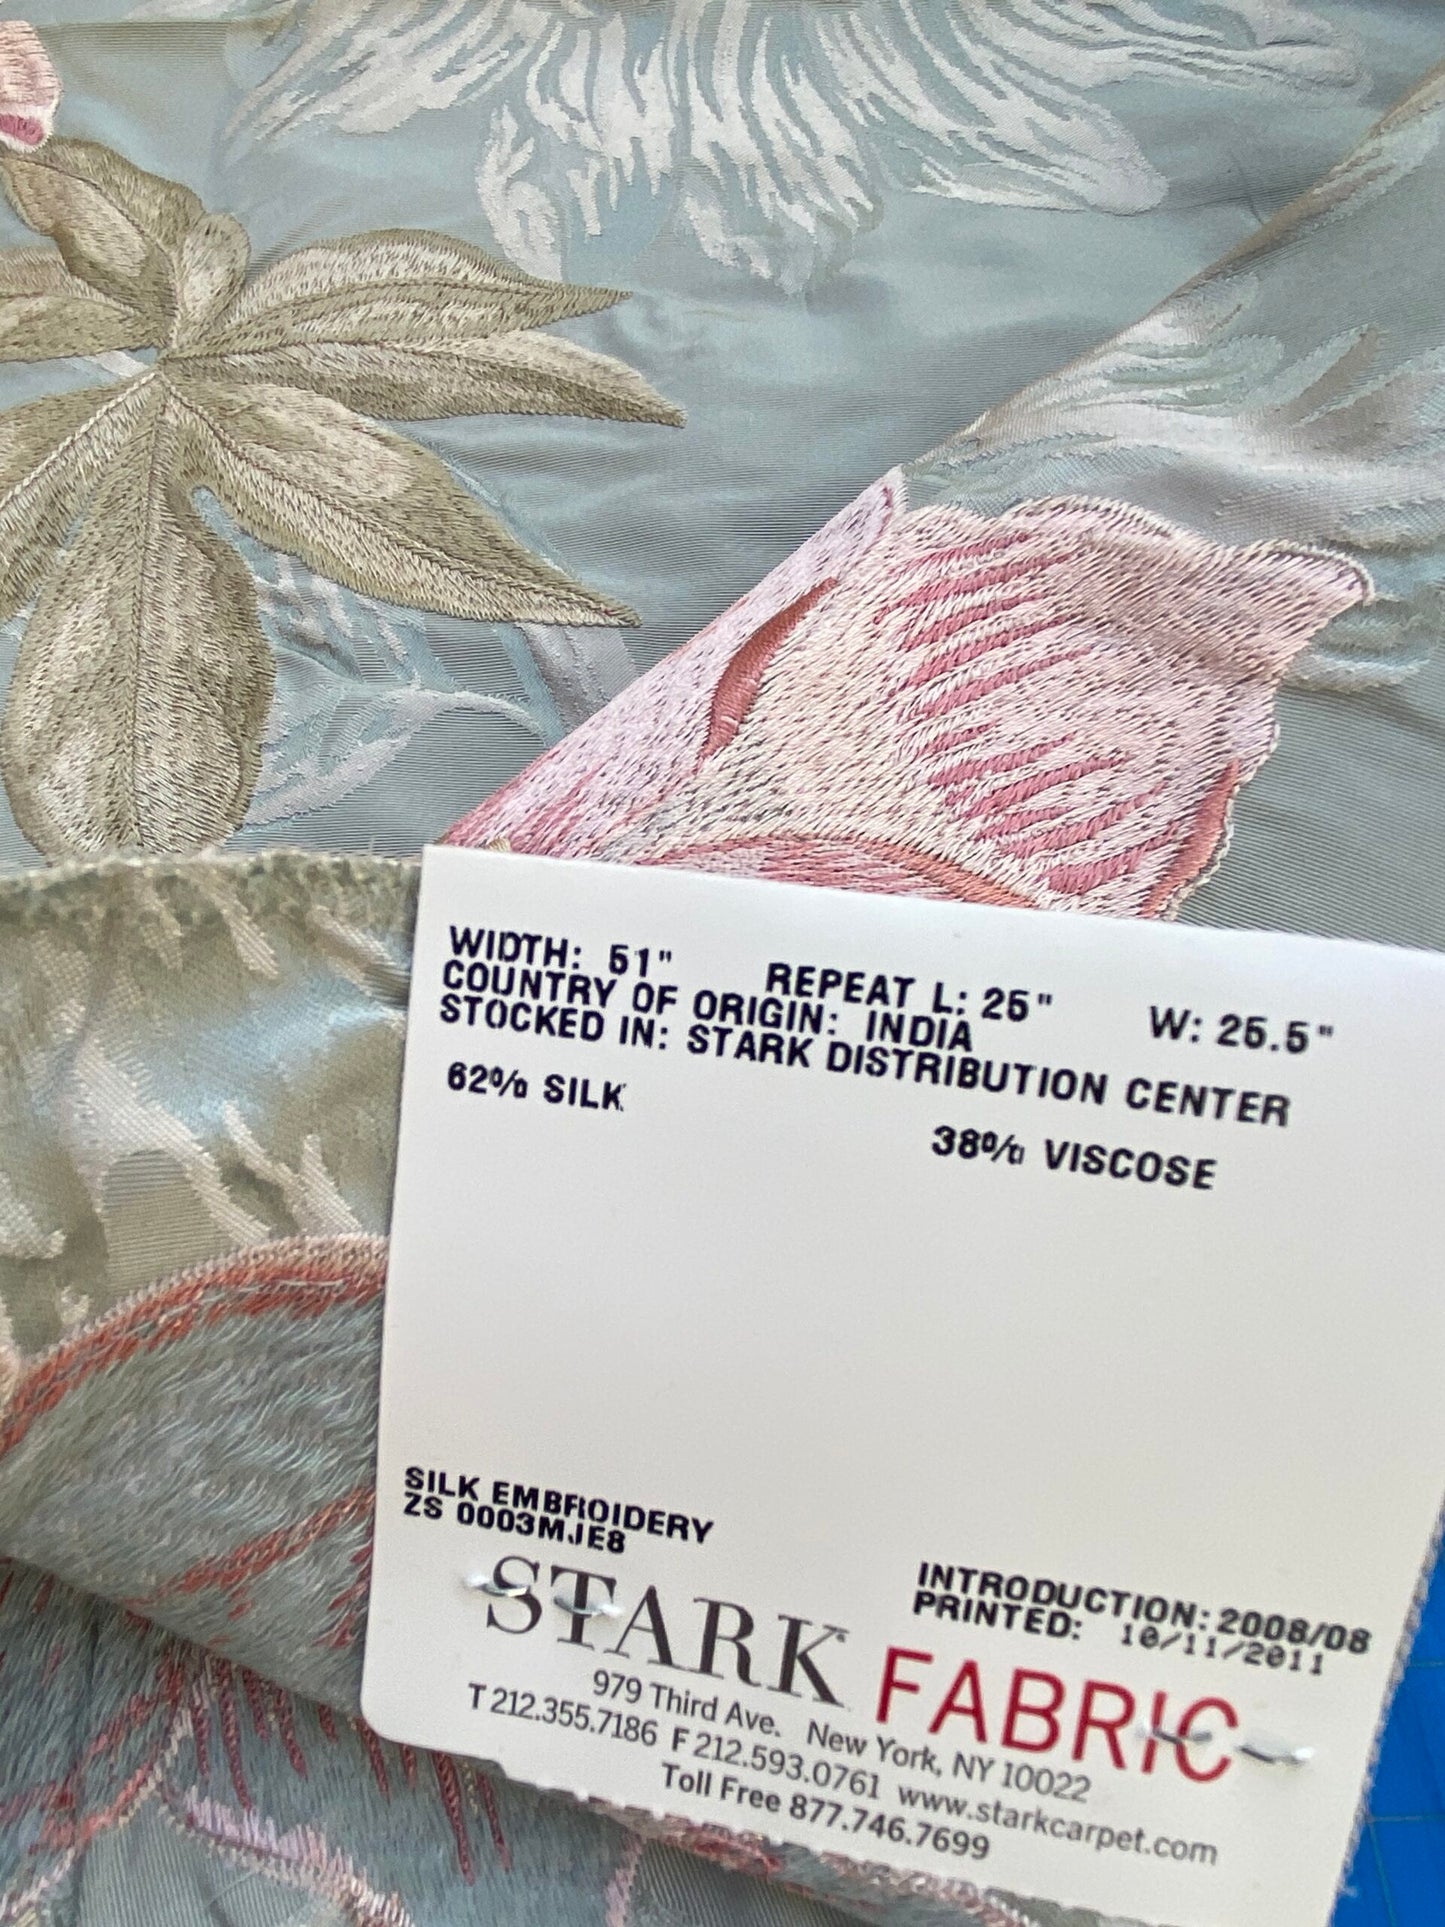 WIDTH: 51" REPEAT L: 25" W: 25.5"
COUNTRY OF ORIGIN: INDIA
STOCKED IN: STARK DISTRIBUTION CENTER
62% SILK 38% VISCOSE
SILK EMBROIDERY
ZS 0003MJE8
INTRODUCTION: 2008/08
PRINTED: 10/11/2011
STARK FABRIC
979 Third Ave. New York, NY 10022
T 212.355.7186 F 212.593.0761 www.starkcarpet.com
Toll Free 877.746.7699